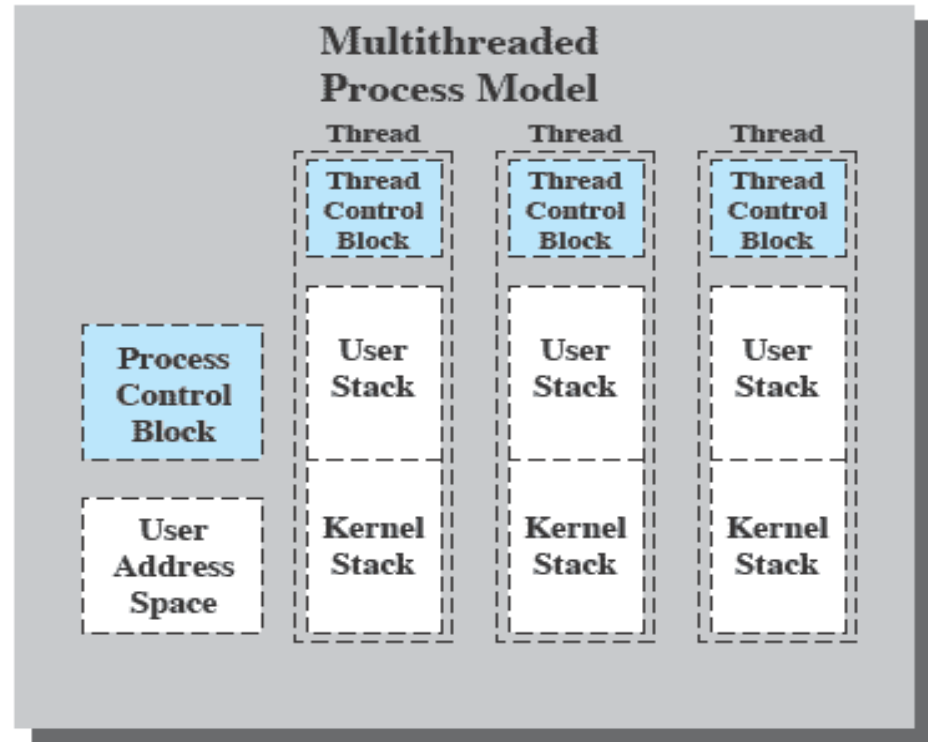 Multithreaded
Process Model
Thread
Thread
Control
Block
User
Stack
Kernel
Stack
Thread
Thread
Control
Block
User
Stack
Kernel
Stack
Thread
Thread
Control
Block
User
Stack
Kernel
Stack
Process
Control
Block
User
Address
Space